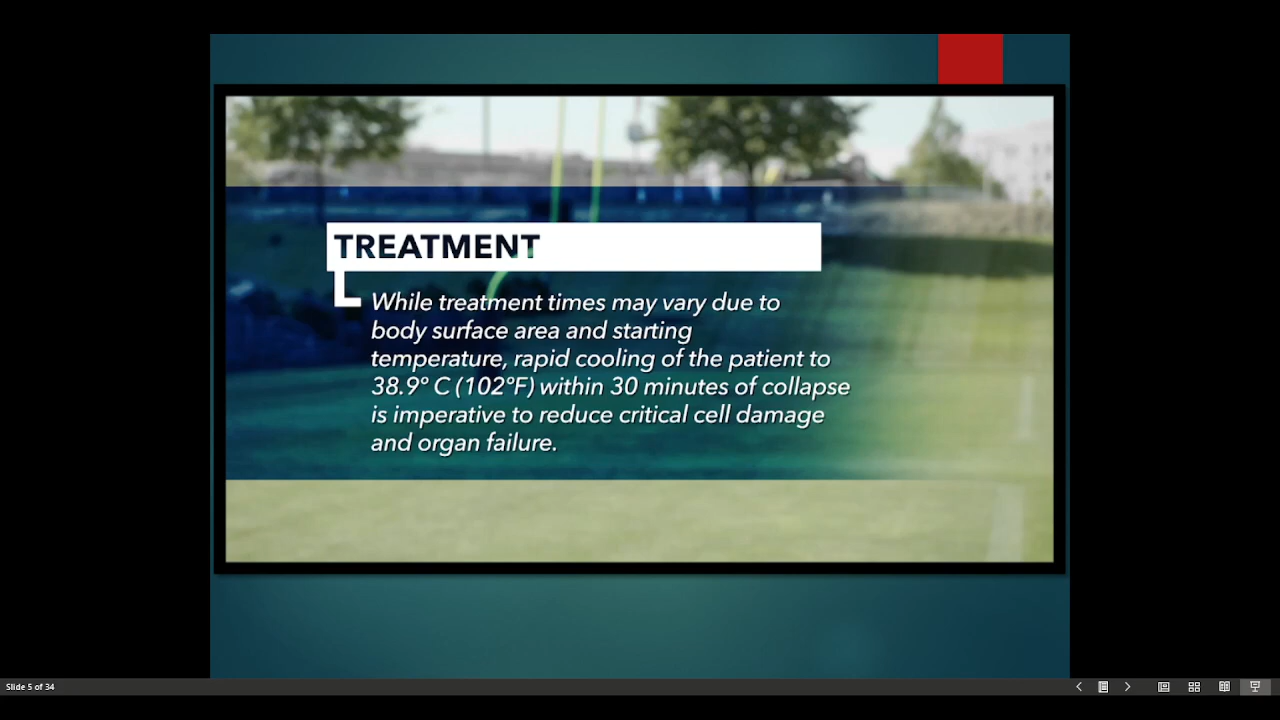 TREATMENT
While treatment times may vary due to
body surface area and starting
temperature, rapid cooling of the patient to
38.9° C (102°F) within 30 minutes of collapse
is imperative to reduce critical cell damage
and organ failure.
Slide 5 of 34